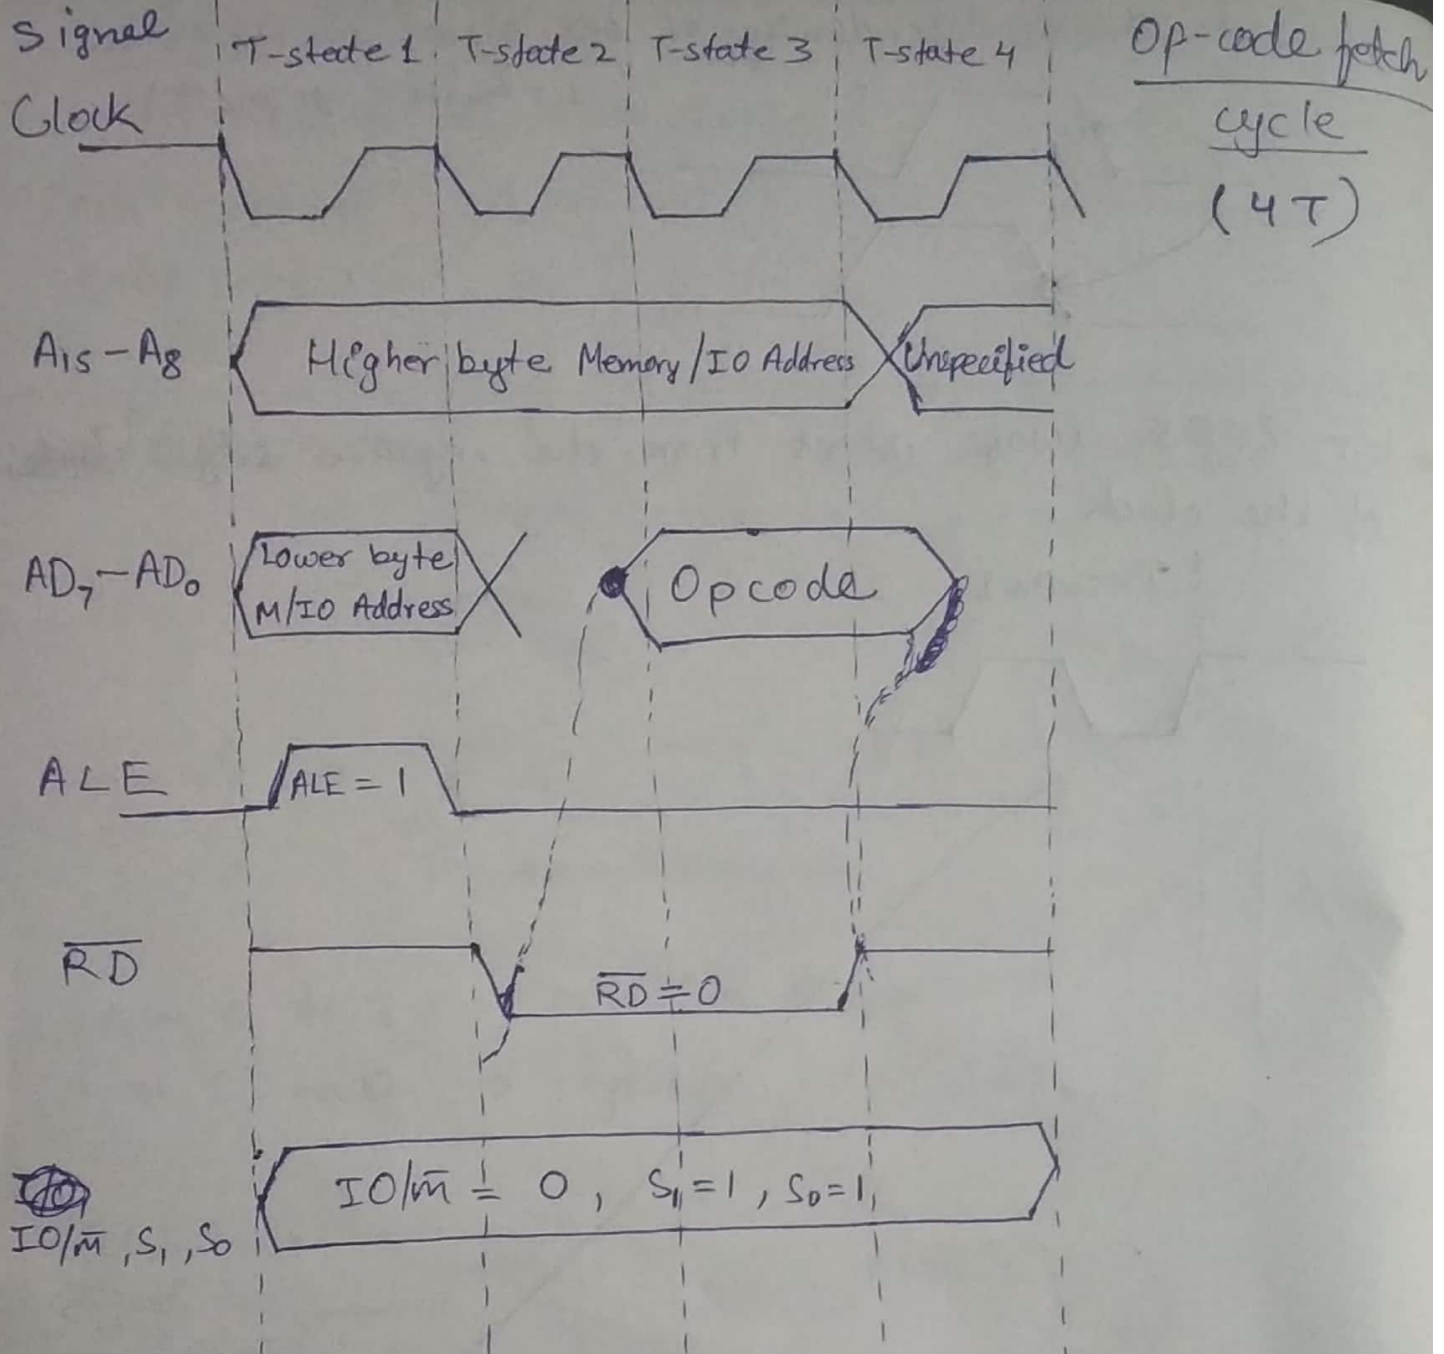 Signal
T-state 1 T-state 2 T-state 3 T-state 4
Op-code fetch
cycle
(4T)
Clock
A15-A8
Higher byte Memory/IO Address
Unspecified
AD7-AD0
Lower byte
M/IO Address
Opcode
ALE
ALE = 1
R̅D̅
R̅D̅ = 0
IO/M̅ = 0, S1=1, S0=1
IO/M̅, S1, S0